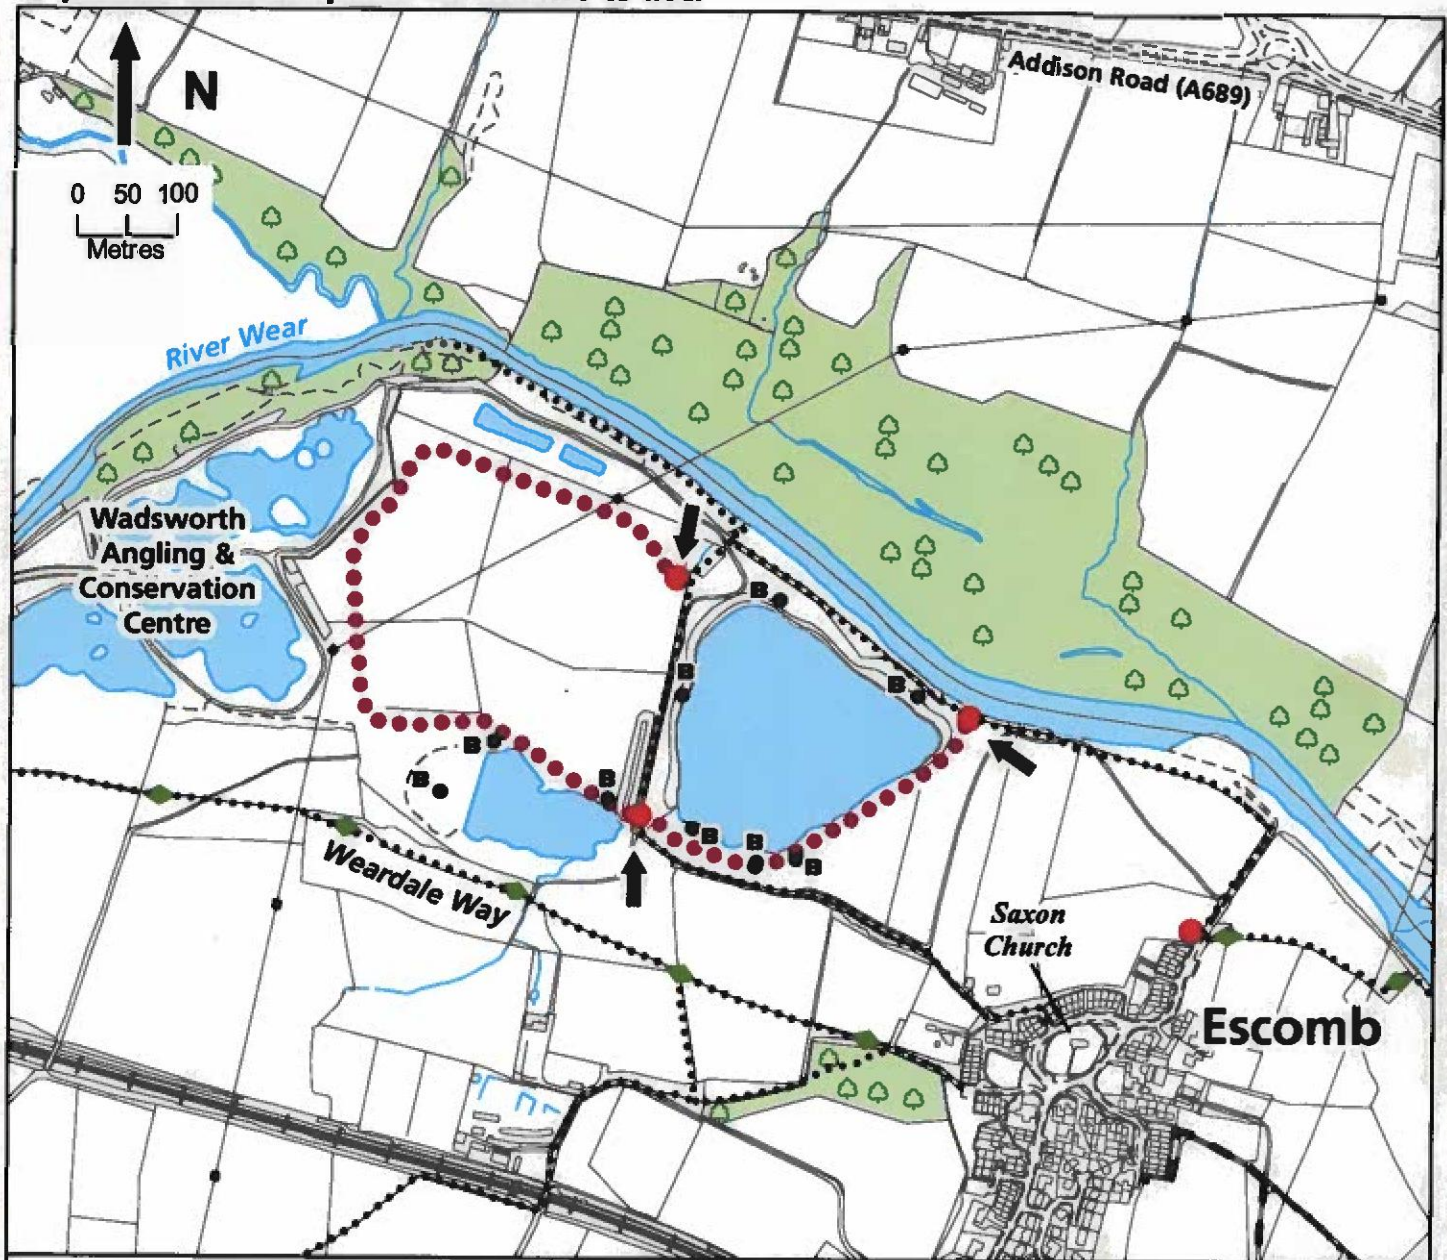 N
0 50 100
Metres
Addison Road (A689)
River Wear
Wadsworth
Angling &
Conservation
Centre
B
B
B
B
B
B
B
B
B
Weardale Way
Saxon
Church
Escomb